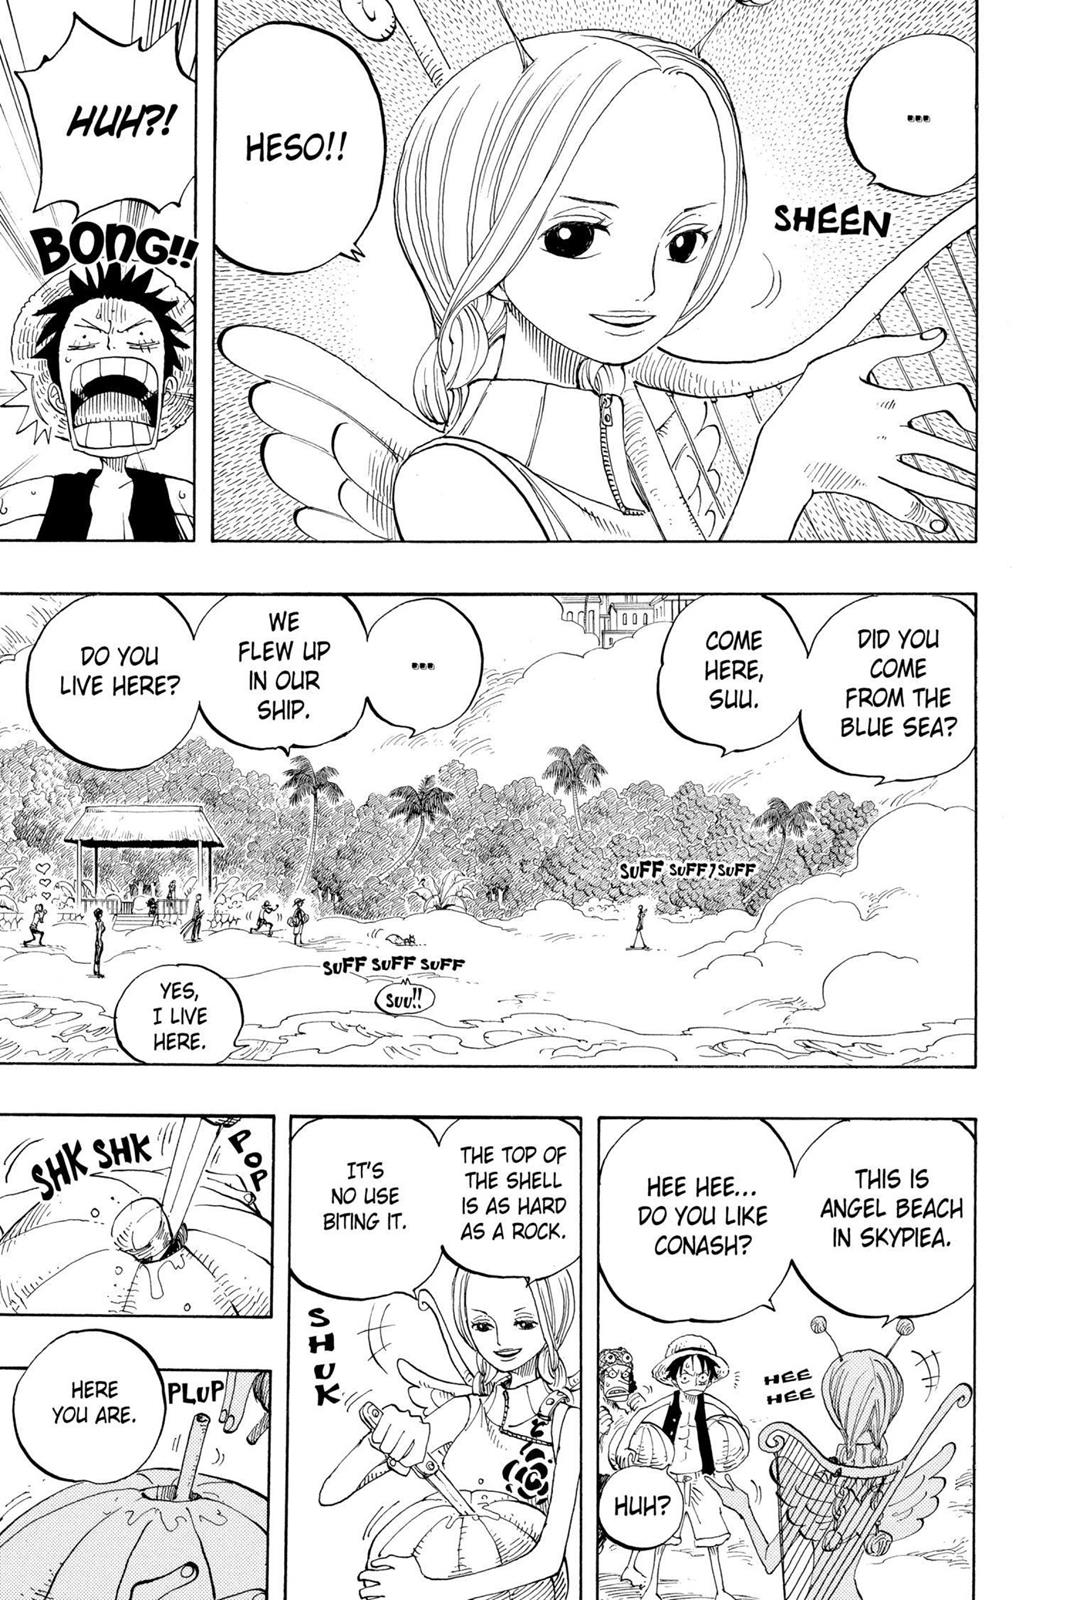 ...
SHEEN
HESO!!
HUH?!
BONG!!
DID YOU
COME
FROM THE
BLUE SEA?
COME
HERE,
SUU.
...
WE
FLEW UP
IN OUR
SHIP.
DO YOU
LIVE HERE?
SUFF SUFF SUFF
SUFF SUFF SUFF
SUU!!
YES,
I LIVE
HERE.
THIS IS
ANGEL BEACH
IN SKYPIEA.
HEE HEE...
DO YOU LIKE
CONASH?
HEE
HEE
HUH?
THE TOP OF
THE SHELL
IS AS HARD
AS A ROCK.
IT'S
NO USE
BITING IT.
SHUK
SHK SHK
POP
HERE
YOU ARE.
PLUP